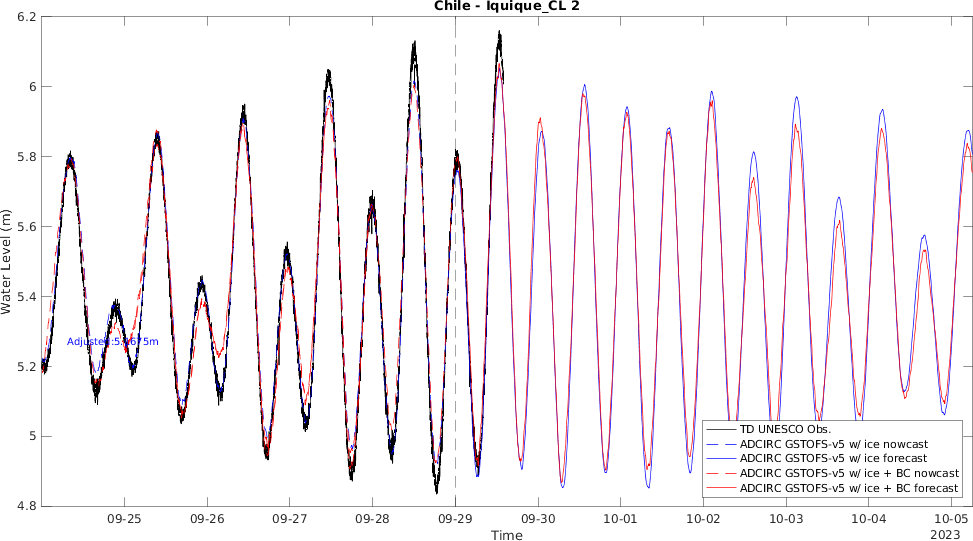 Chile - Iquique_CL 2
6.2
6
5.8
5.6
5.4
5.2
5
4.8
Water Level (m)
09-25
09-26
09-27
09-28
09-29
09-30
10-01
10-02
10-03
10-04
10-05
2023
Time
TD UNESCO Obs.
ADCIRC GSTOFS-v5 w/ ice nowcast
ADCIRC GSTOFS-v5 w/ ice forecast
ADCIRC GSTOFS-v5 w/ ice + BC nowcast
ADCIRC GSTOFS-v5 w/ ice + BC forecast